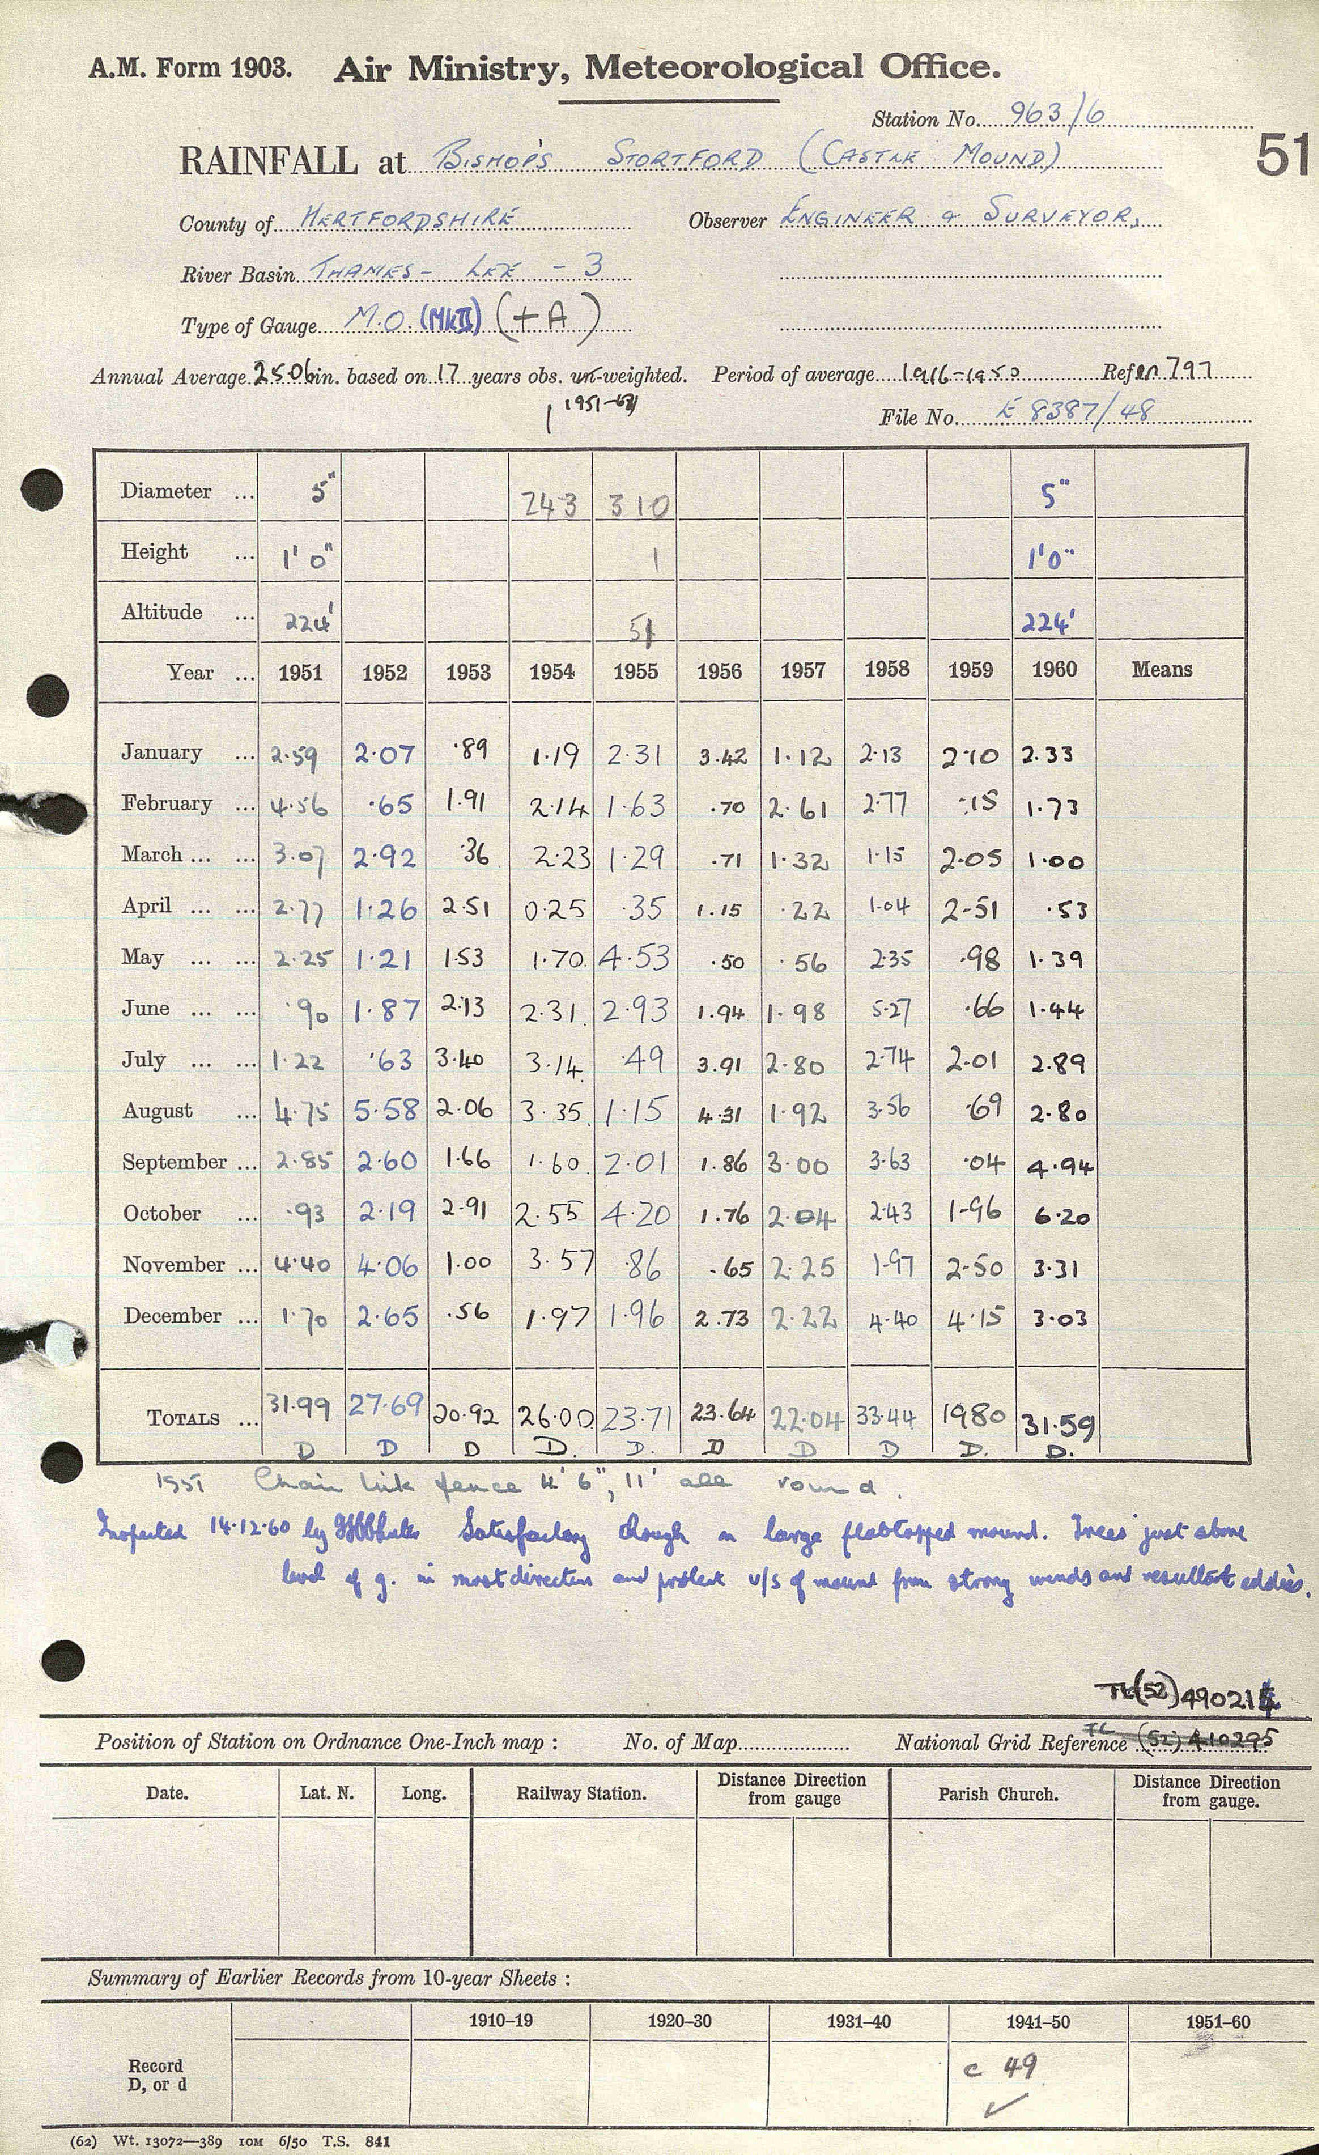 A.M. Form 1903. Air Ministry, Meteorological Office.
Station No. 963/6
51
RAINFALL at BISHOP'S STORTFORD (CASTLE MOUND)
County of HERTFORDSHIRE Observer ENGINEER & SURVEYOR,
River Basin THAMES - LEE - 3
Type of Gauge M.O. (MkII) (+A)
Annual Average 25.06 in. based on 17 years obs. un-weighted. Period of average 1916-1950 Ref en 797
1951-67
File No. E 8387/48
Diameter ... 5" 243 310 5"
Height ... 1' 0" 1 1'0"
Altitude ... 224' 51 224'
Year ... 1951 1952 1953 1954 1955 1956 1957 1958 1959 1960 Means
January ... 2.59 2.07 .89 1.19 2.31 3.42 1.12 2.13 2.10 2.33
February ... 4.56 .65 1.91 2.14 1.63 .70 2.61 2.77 .15 1.73
March ... ... 3.07 2.92 .36 2.23 1.29 .71 1.32 1.15 2.05 1.00
April ... ... 2.77 1.26 2.51 0.25 .35 1.15 .22 1.04 2.51 .53
May ... ... 2.25 1.21 1.53 1.70 4.53 .50 .56 2.35 .98 1.39
June ... ... .90 1.87 2.13 2.31 2.93 1.94 1.98 5.27 .66 1.44
July ... ... 1.22 .63 3.40 3.14 .49 3.91 2.80 2.74 2.01 2.89
August ... 4.75 5.58 2.06 3.35 1.15 4.31 1.92 3.56 .69 2.80
September ... 2.85 2.60 1.66 1.60 2.01 1.86 3.00 3.63 .04 4.94
October ... .93 2.19 2.91 2.55 4.20 1.76 2.04 2.43 1.96 6.20
November ... 4.40 4.06 1.00 3.57 .86 .65 2.25 1.97 2.50 3.31
December ... 1.70 2.65 .56 1.97 1.96 2.73 2.22 4.40 4.15 3.03
TOTALS ... 31.99 27.69 20.92 26.00 23.71 23.64 22.04 33.44 1980 31.59
D D D D. D. D D D D. D.
1951 Chain link fence 4' 6", 11' all round.
Inspected 14.12.60 by Satisfactory though on large flat topped mound. Trees just above
level of g. in most directions and protect u/s of mound from strong winds and resultant eddies.
TL (52) 490214
Position of Station on Ordnance One-Inch map : No. of Map National Grid Reference TL (52) 410295
Date. Lat. N. Long. Railway Station. Distance Direction from gauge Parish Church. Distance Direction from gauge.
Summary of Earlier Records from 10-year Sheets :
1910–19 1920–30 1931–40 1941–50 1951–60
Record
D, or d
c 49
(62) Wt. 13072—389 10M 6/50 T.S. 841